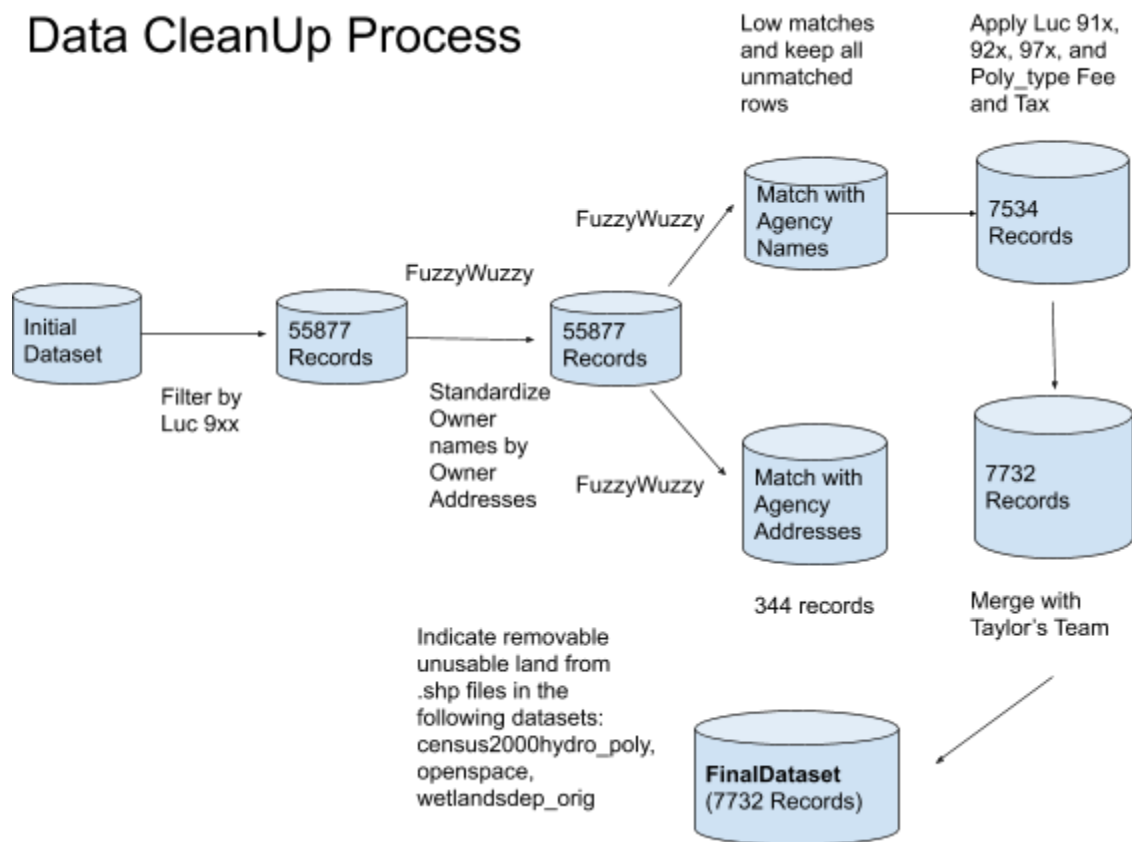 Data CleanUp Process
Low matches
and keep all
unmatched
rows
Apply Luc 91x,
92x, 97x, and
Poly_type Fee
and Tax
Initial
Dataset
Filter by
Luc 9xx
55877
Records
FuzzyWuzzy
Standardize
Owner
names by
Owner
Addresses
55877
Records
FuzzyWuzzy
Match with
Agency
Names
7534
Records
FuzzyWuzzy
Match with
Agency
Addresses
344 records
7732
Records
Merge with
Taylor's Team
Indicate removable
unusable land from
.shp files in the
following datasets:
census2000hydro_poly,
openspace,
wetlandsdep_orig
FinalDataset
(7732 Records)